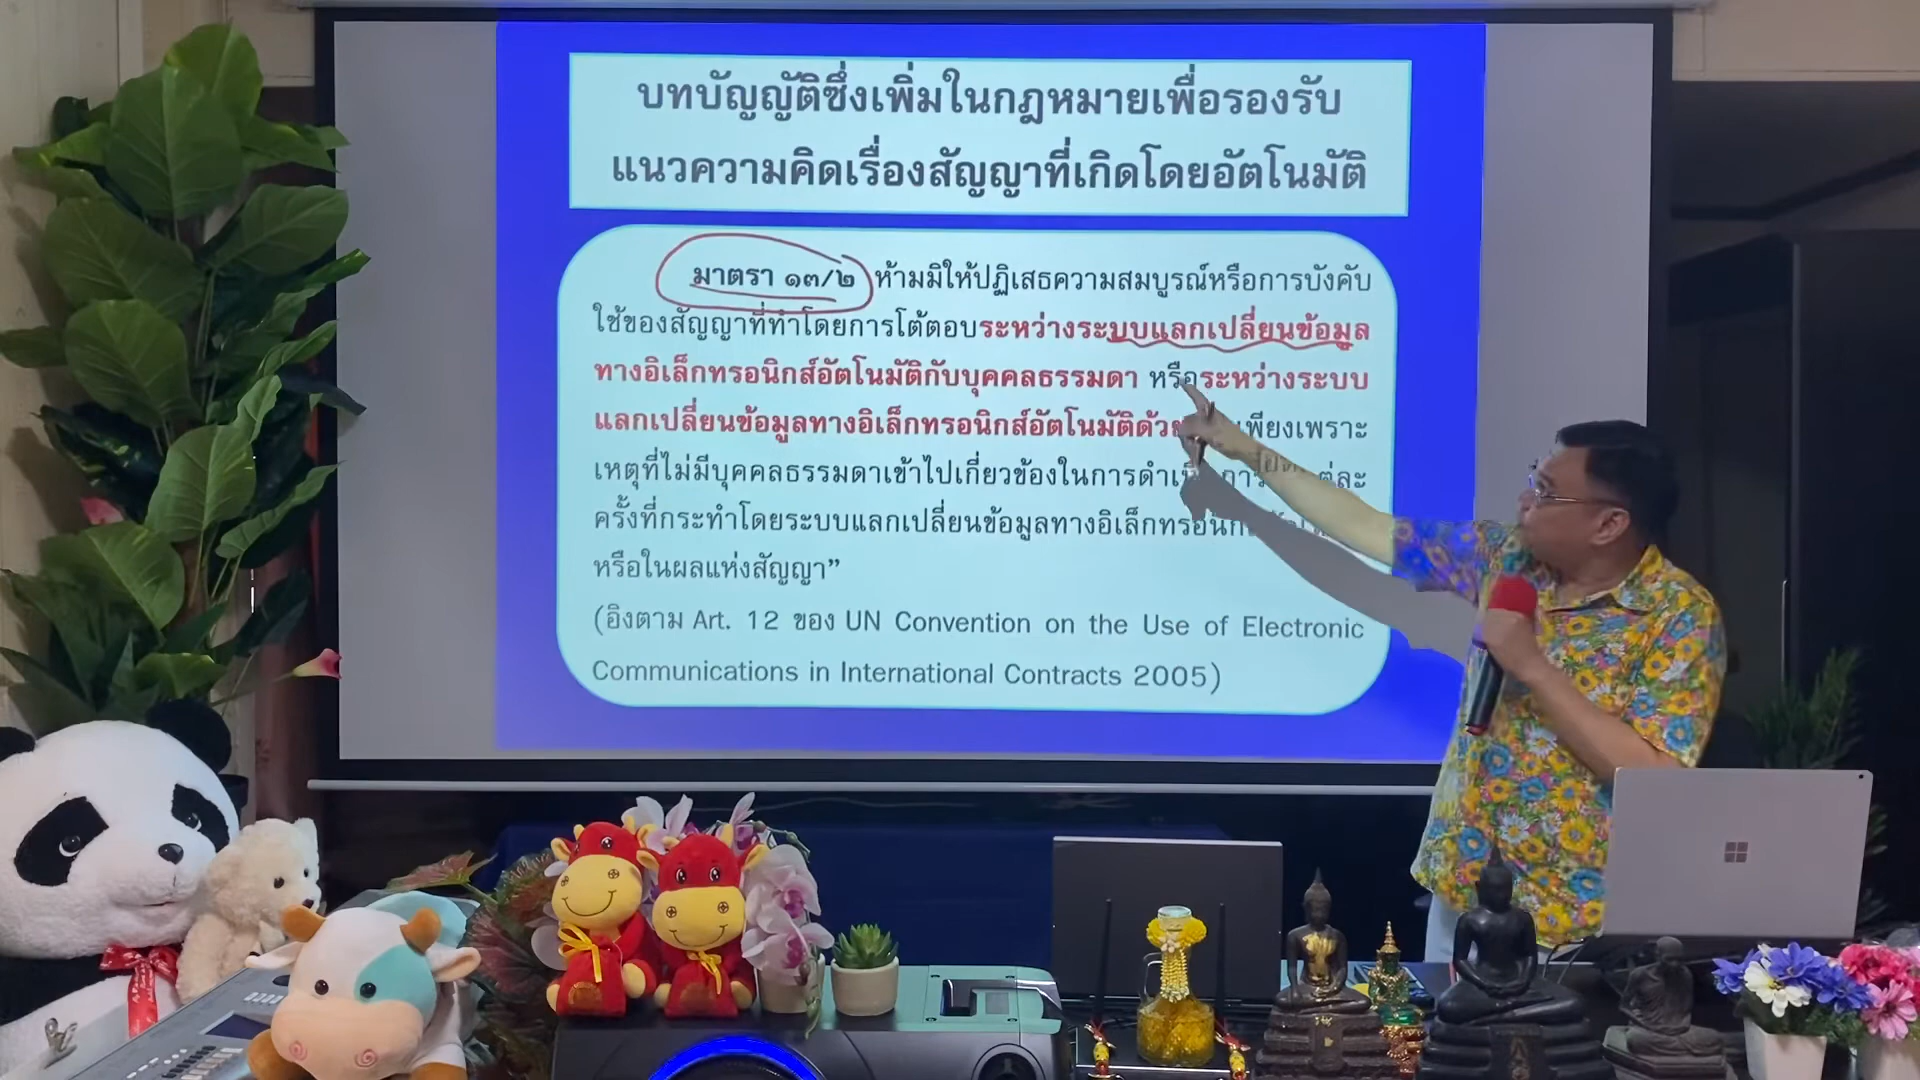 บทบัญญัติซึ่งเพิ่มในกฎหมายเพื่อรองรับ
แนวความคิดเรื่องสัญญาที่เกิดโดยอัตโนมัติ
มาตรา ๑๓/๒ ห้ามมิให้ปฏิเสธความสมบูรณ์หรือการบังคับ
ใช้ของสัญญาที่ทำโดยการโต้ตอบระหว่างระบบแลกเปลี่ยนข้อมูล
ทางอิเล็กทรอนิกส์อัตโนมัติกับบุคคลธรรมดา หรือระหว่างระบบ
แลกเปลี่ยนข้อมูลทางอิเล็กทรอนิกส์อัตโนมัติด้วย เพียงเพราะ
เหตุที่ไม่มีบุคคลธรรมดาเข้าไปเกี่ยวข้องในการดำเนิ
ครั้งที่กระทำโดยระบบแลกเปลี่ยนข้อมูลทางอิเล็กทรอนิก
หรือในผลแห่งสัญญา”
(อิงตาม Art. 12 ของ UN Convention on the Use of Electronic
Communications in International Contracts 2005)